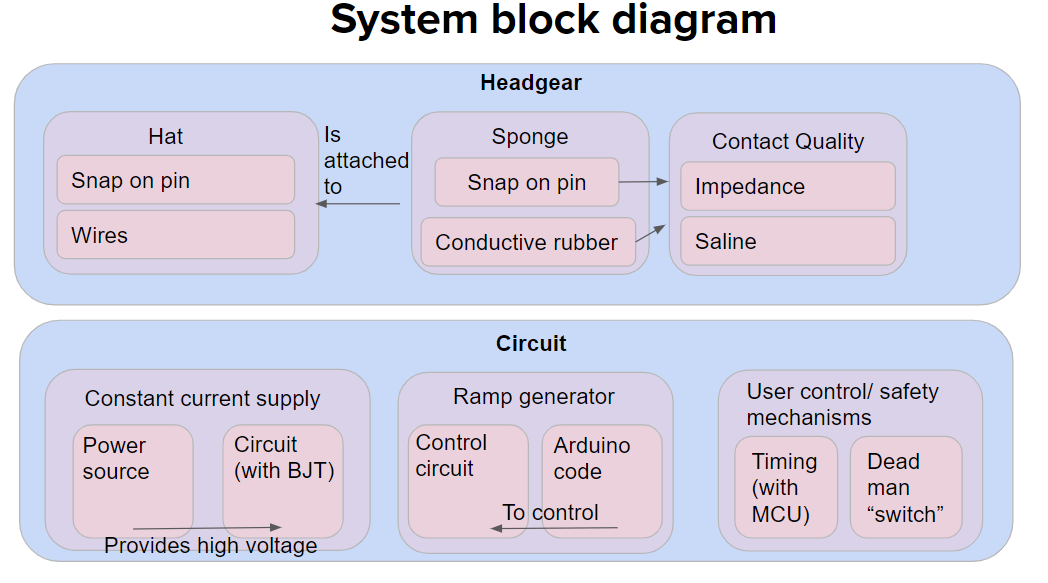 System block diagram
Headgear
Hat
Snap on pin
Wires
Is
attached
to
Sponge
Snap on pin
Conductive rubber
Contact Quality
Impedance
Saline
Circuit
Constant current supply
Power
source
Circuit
(with BJT)
Provides high voltage
Ramp generator
Control
circuit
Arduino
code
To control
User control/ safety
mechanisms
Timing
(with
MCU)
Dead
man
“switch”